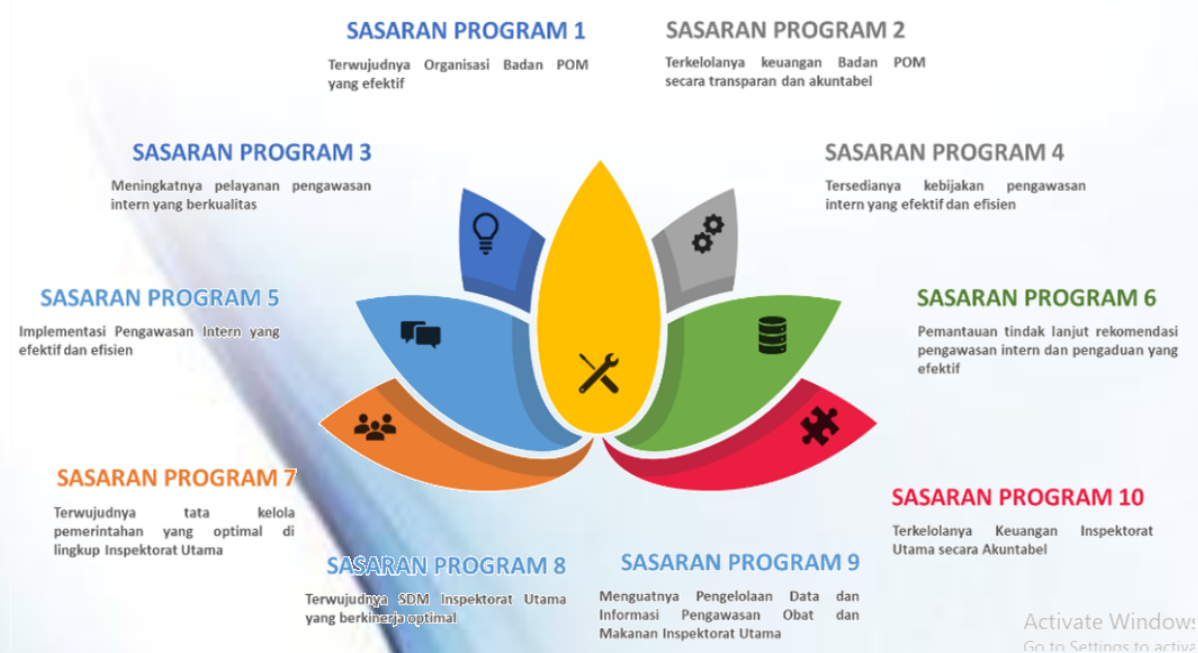 SASARAN PROGRAM 1
Terwujudnya Organisasi Badan POM
yang efektif
SASARAN PROGRAM 2
Terkelolanya keuangan Badan POM
secara transparan dan akuntabel
SASARAN PROGRAM 3
Meningkatnya pelayanan pengawasan
intern yang berkualitas
SASARAN PROGRAM 4
Tersedianya kebijakan pengawasan
intern yang efektif dan efisien
SASARAN PROGRAM 5
Implementasi Pengawasan Intern yang
efektif dan efisien
SASARAN PROGRAM 6
Pemantauan tindak lanjut rekomendasi
pengawasan intern dan pengaduan yang
efektif
SASARAN PROGRAM 7
Terwujudnya tata kelola
pemerintahan yang optimal di
lingkup Inspektorat Utama
SASARAN PROGRAM 8
Terwujudnya SDM Inspektorat Utama
yang berkinerja optimal
SASARAN PROGRAM 9
Menguatnya Pengelolaan Data dan
Informasi Pengawasan Obat dan
Makanan Inspektorat Utama
SASARAN PROGRAM 10
Terkelolanya Keuangan Inspektorat
Utama secara Akuntabel
Activate Windows
Go to Settings to activa